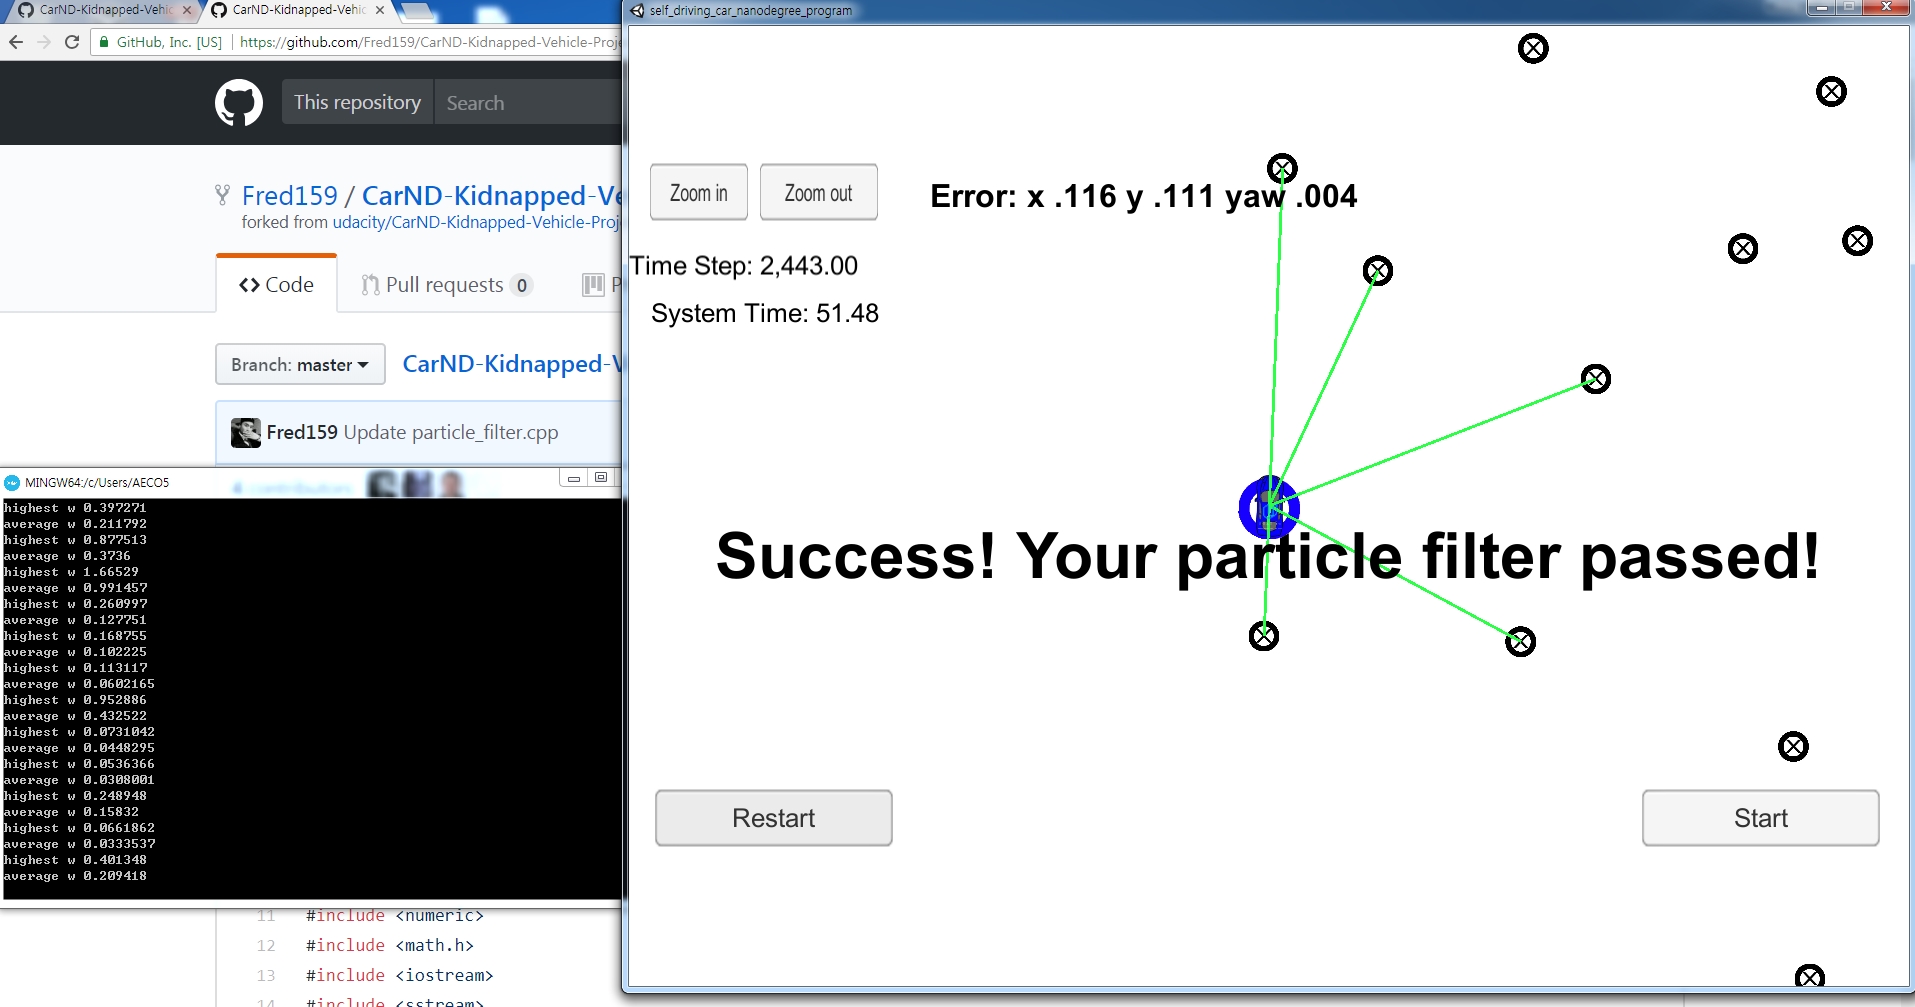 CarND-Kidnapped-Vehic
CarND-Kidnapped-Vehic
GitHub, Inc. [US]
https://github.com/Fred159/CarND-Kidnapped-Vehicle-Proje
This repository
Search
Fred159 / CarND-Kidnapped-Ve
forked from udacity/CarND-Kidnapped-Vehicle-Proj
Code
Pull requests 0
P
Branch: master
CarND-Kidnapped-V
Fred159 Update particle_filter.cpp
MINGW64:/c/Users/AECO5
highest w 0.397271
average w 0.211792
highest w 0.877513
average w 0.3736
highest w 1.66529
average w 0.991457
highest w 0.260997
average w 0.127751
highest w 0.168755
average w 0.102225
highest w 0.113117
average w 0.0602165
highest w 0.952886
average w 0.432522
highest w 0.0731042
average w 0.0448295
highest w 0.0536366
average w 0.0308001
highest w 0.248948
average w 0.15832
highest w 0.0661862
average w 0.0333537
highest w 0.401348
average w 0.209418
11 #include <numeric>
12 #include <math.h>
13 #include <iostream>
14 #include <sstream>
self_driving_car_nanodegree_program
Zoom in
Zoom out
Error: x .116 y .111 yaw .004
Time Step: 2,443.00
System Time: 51.48
Success! Your particle filter passed!
Restart
Start